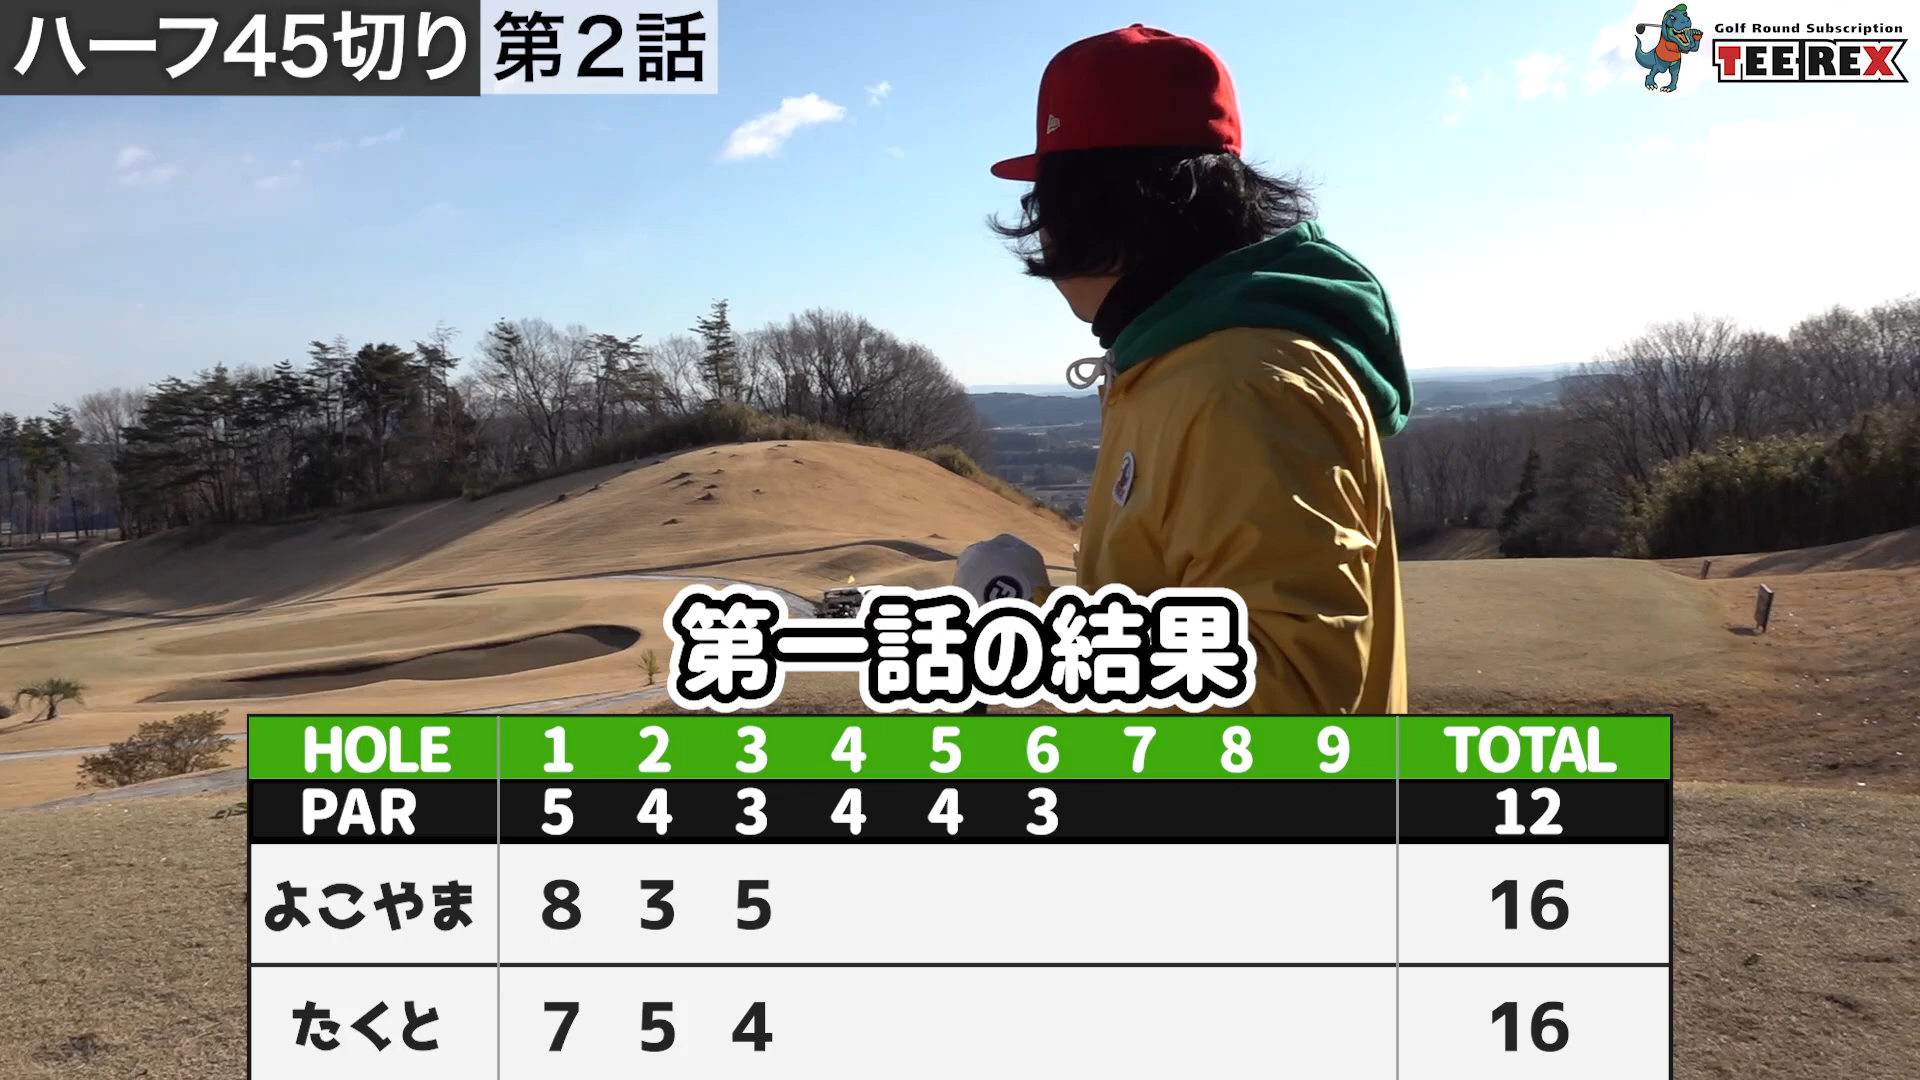 ハーフ45切り 第2話
Golf Round Subscription
TEE-REX
第一話の結果
HOLE 1 2 3 4 5 6 7 8 9 TOTAL
PAR 5 4 3 4 4 3 12
よこやま 8 3 5 16
たくと 7 5 4 16